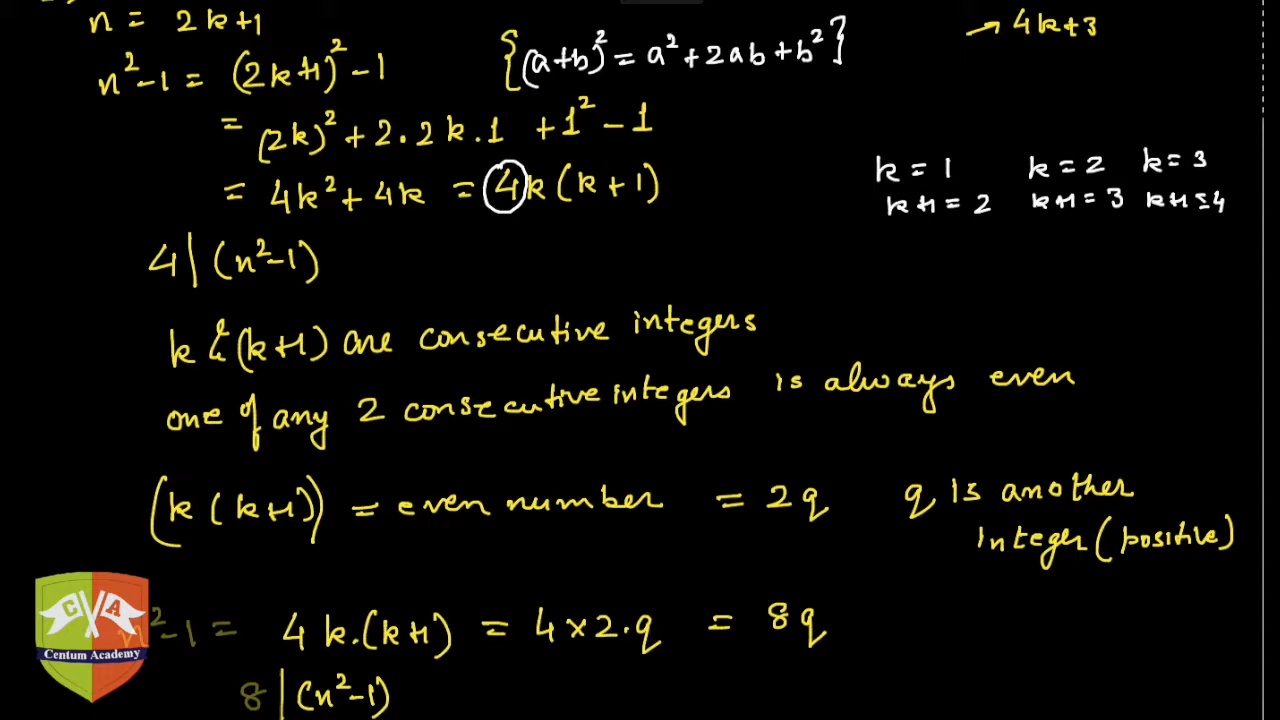 n = 2k+1
→ 4k+3
n²-1 = (2k+1)² - 1
{(a+b)² = a² + 2ab + b²}
= (2k)² + 2.2k.1 + 1² - 1
= 4k² + 4k = 4k(k+1)
k = 1 k = 2 k = 3
k+1 = 2 k+1 = 3 k+1 = 4
4|(n²-1)
k &(k+1) are consecutive integers
one of any 2 consecutive integers is always even
(k(k+1)) = even number = 2q q is another
integer(positive)
n²-1 = 4k.(k+1) = 4×2.q = 8q
8|(n²-1)
CA
Centum Academy